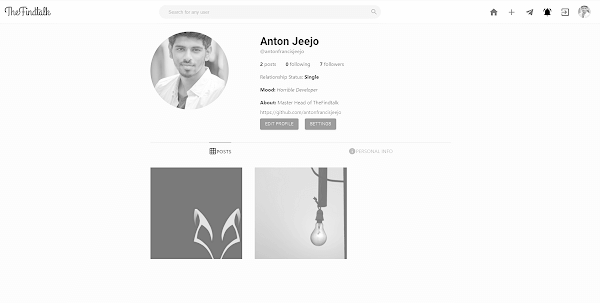 TheFindtalk
Search for any user.
Anton Jeejo
@antonfrancisjeejo
2 posts 0 following 7 followers
Relationship Status: Single
Mood: Horrible Developer
About: Master Head of TheFindtalk
https://github.com/antonfrancisjeejo
EDIT PROFILE SETTINGS
POSTS PERSONAL INFO